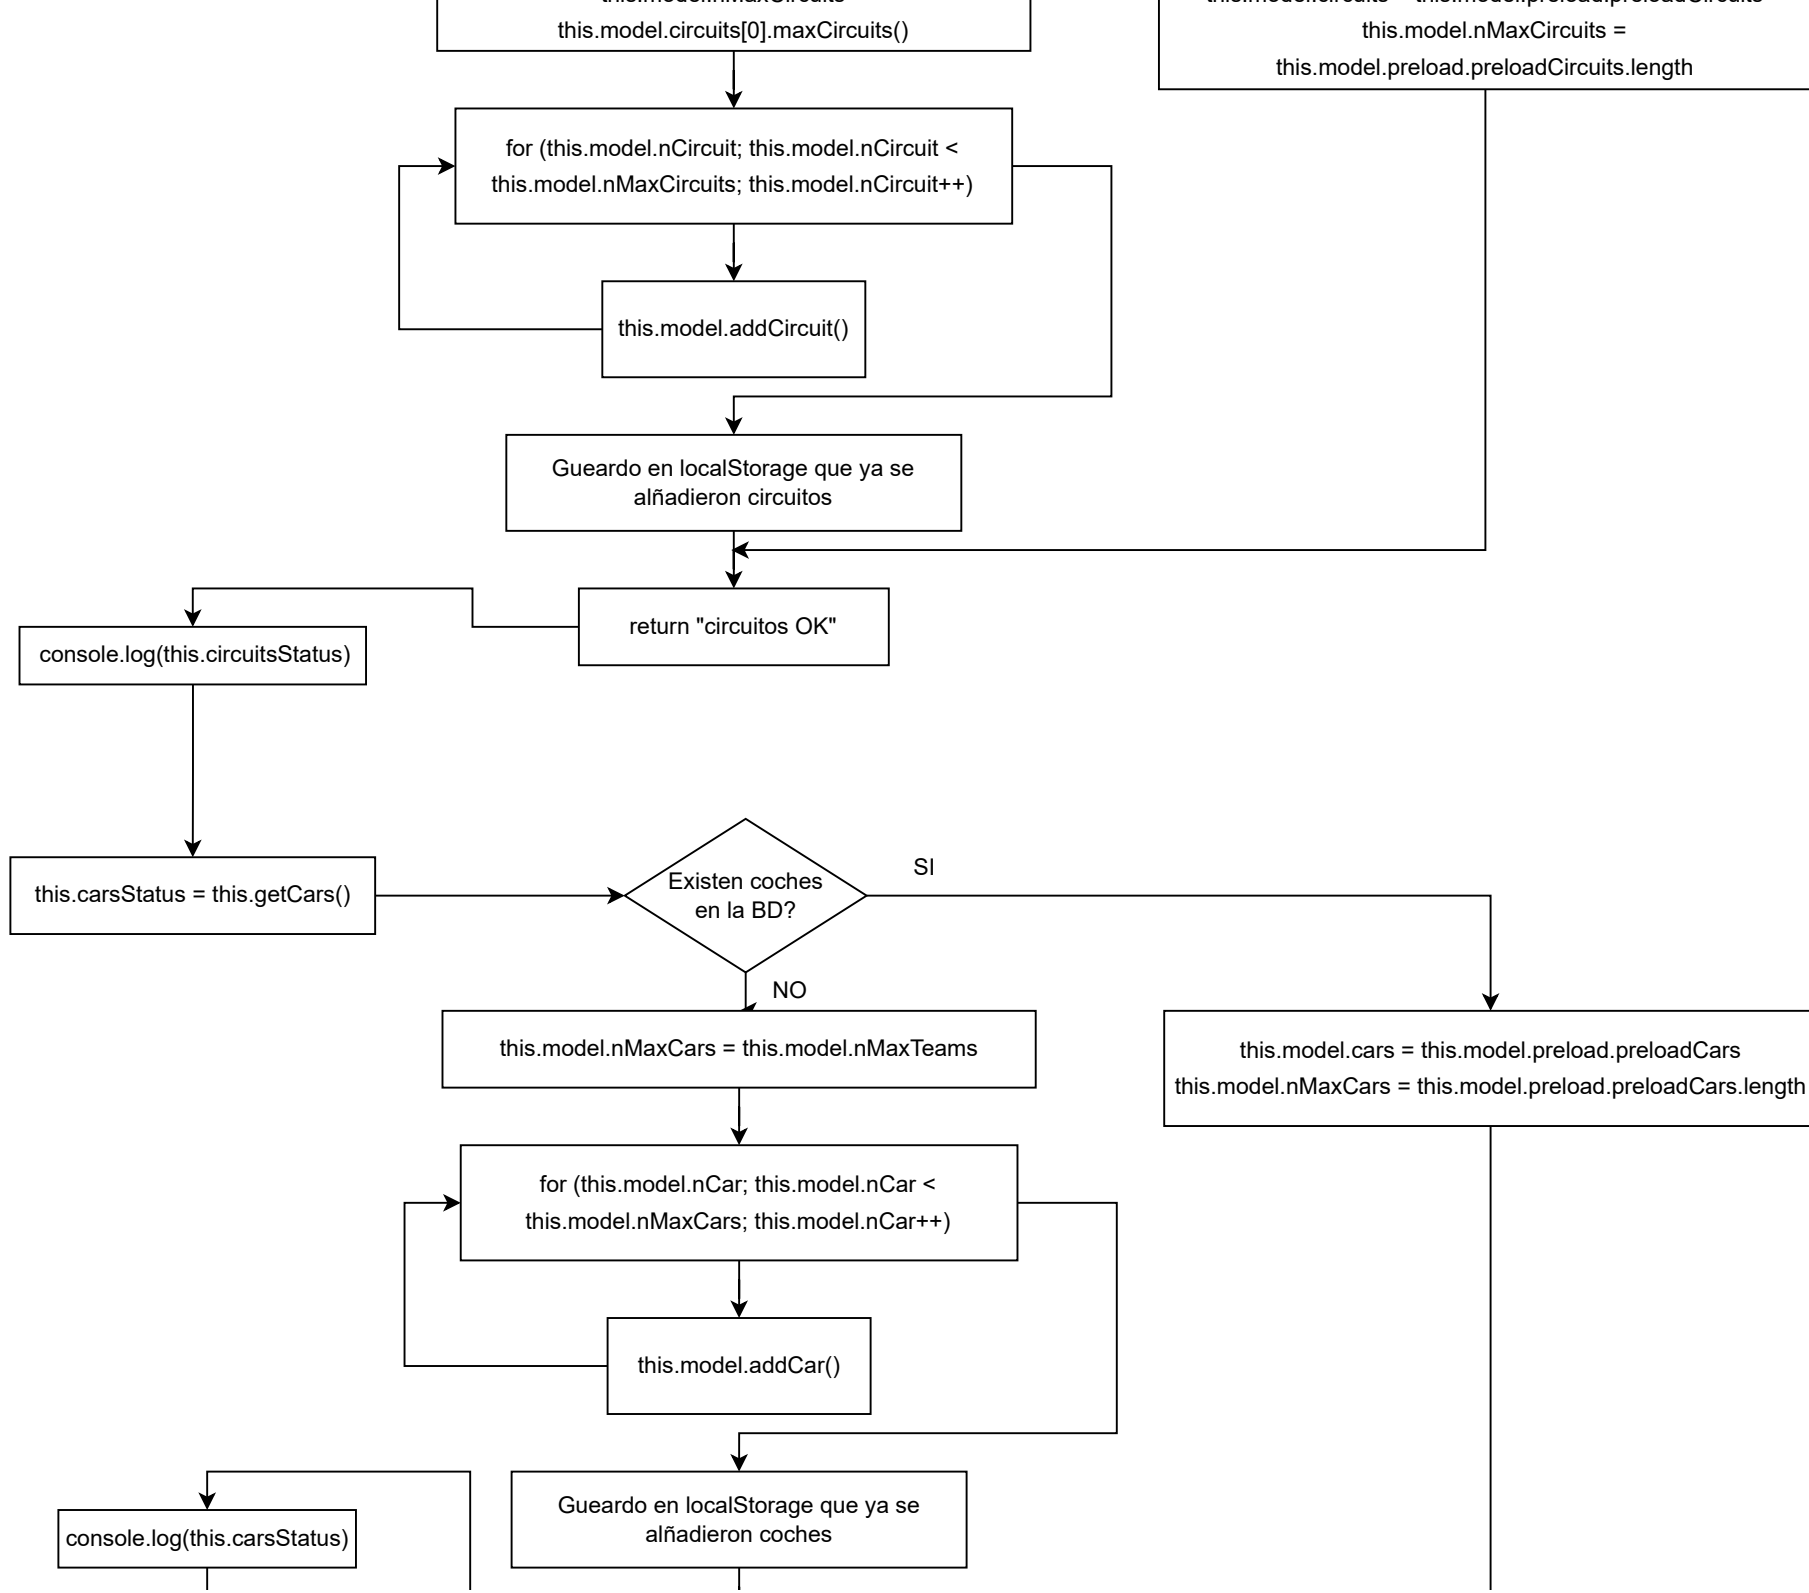 this.model.circuits[0].maxCircuits()
this.model.nMaxCircuits =
this.model.preload.preloadCircuits.length
for (this.model.nCircuit; this.model.nCircuit <
this.model.nMaxCircuits; this.model.nCircuit++)
this.model.addCircuit()
Gueardo en localStorage que ya se
alñadieron circuitos
return "circuitos OK"
console.log(this.circuitsStatus)
this.carsStatus = this.getCars()
Existen coches
en la BD?
SI
NO
this.model.nMaxCars = this.model.nMaxTeams
this.model.cars = this.model.preload.preloadCars
this.model.nMaxCars = this.model.preload.preloadCars.length
for (this.model.nCar; this.model.nCar <
this.model.nMaxCars; this.model.nCar++)
this.model.addCar()
Gueardo en localStorage que ya se
alñadieron coches
console.log(this.carsStatus)